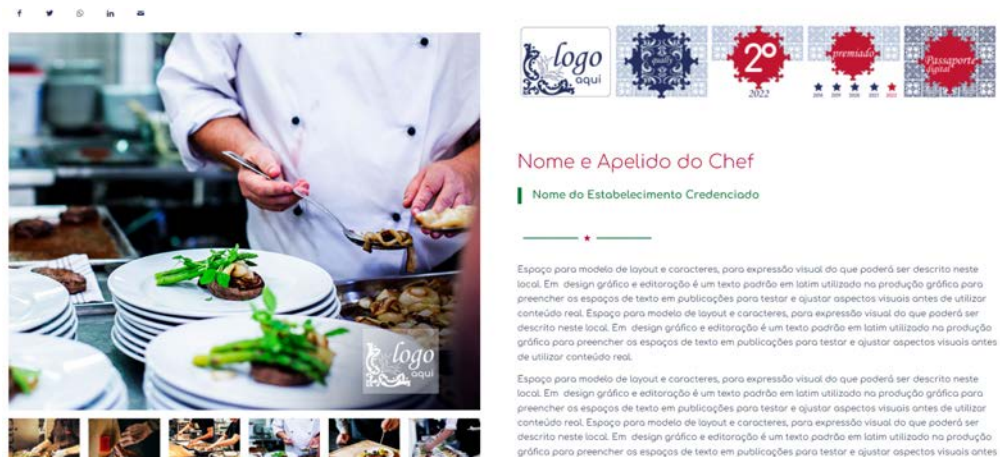 logo
aqui
qually
2º
2022
premiado
2018 2019 2020 2021 2022
Passaporte
digital
Nome e Apelido do Chef
Nome do Estabelecimento Credenciado
Espaço para modelo de layout e caracteres, para expressão visual do que poderá ser descrito neste
local. Em design gráfico e editoração é um texto padrão em latim utilizado na produção gráfica para
preencher os espaços de texto em publicações para testar e ajustar aspectos visuais antes de utilizar
conteúdo real. Espaço para modelo de layout e caracteres, para expressão visual do que poderá ser
descrito neste local. Em design gráfico e editoração é um texto padrão em latim utilizado na produção
gráfica para preencher os espaços de texto em publicações para testar e ajustar aspectos visuais antes
de utilizar conteúdo real.
Espaço para modelo de layout e caracteres, para expressão visual do que poderá ser descrito neste
local. Em design gráfico e editoração é um texto padrão em latim utilizado na produção gráfica para
preencher os espaços de texto em publicações para testar e ajustar aspectos visuais antes de utilizar
conteúdo real. Espaço para modelo de layout e caracteres, para expressão visual do que poderá ser
descrito neste local. Em design gráfico e editoração é um texto padrão em latim utilizado na produção
gráfica para preencher os espaços de texto em publicações para testar e ajustar aspectos visuais antes
logo
aqui